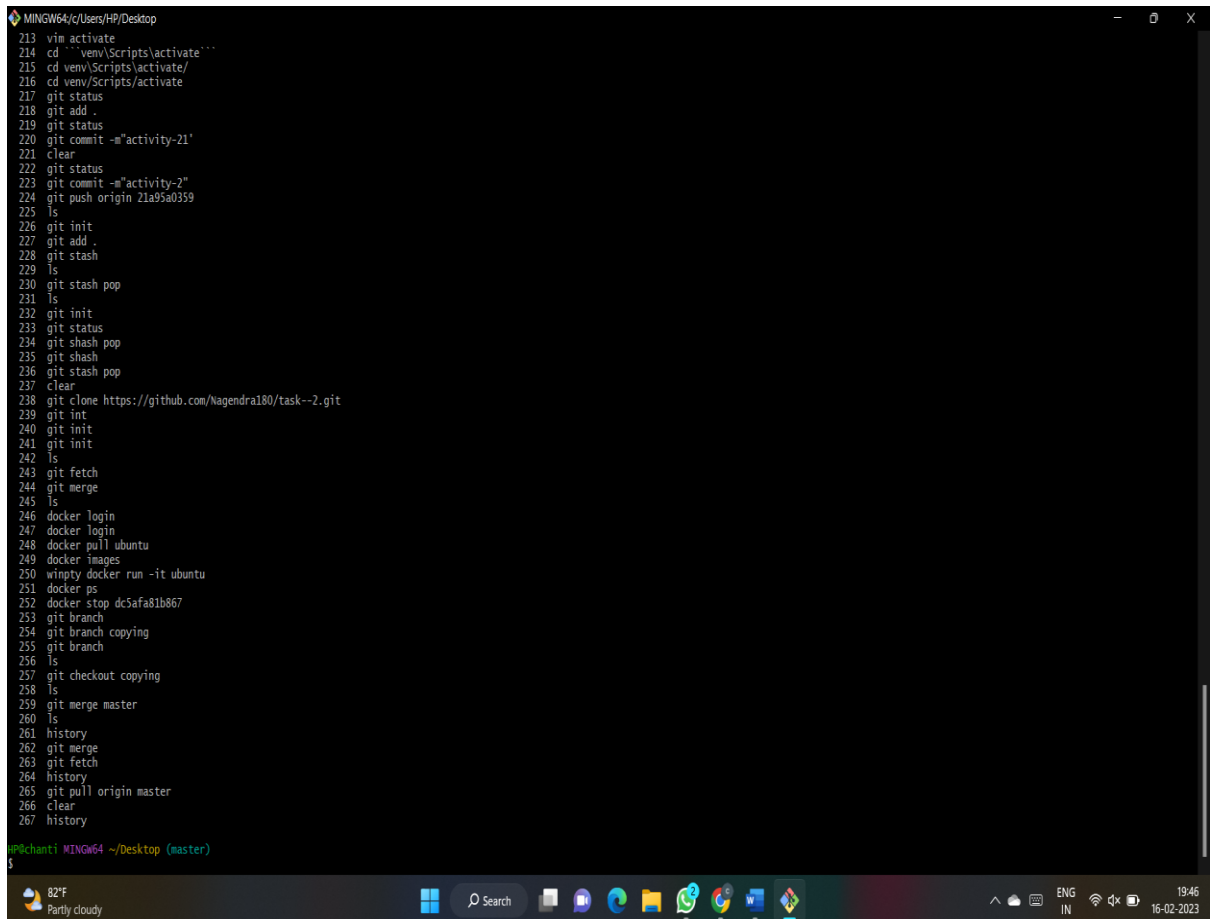 MINGW64:/c/Users/HP/Desktop
213 vim activate
214 cd ```venv\Scripts\activate```
215 cd venv\Scripts\activate/
216 cd venv/Scripts/activate
217 git status
218 git add .
219 git status
220 git commit -m"activity-21'
221 clear
222 git status
223 git commit -m"activity-2"
224 git push origin 21a95a0359
225 ls
226 git init
227 git add .
228 git stash
229 ls
230 git stash pop
231 ls
232 git init
233 git status
234 git shash pop
235 git shash
236 git stash pop
237 clear
238 git clone https://github.com/Nagendra180/task--2.git
239 git int
240 git init
241 git init
242 ls
243 git fetch
244 git merge
245 ls
246 docker login
247 docker login
248 docker pull ubuntu
249 docker images
250 winpty docker run -it ubuntu
251 docker ps
252 docker stop dc5afa81b867
253 git branch
254 git branch copying
255 git branch
256 ls
257 git checkout copying
258 ls
259 git merge master
260 ls
261 history
262 git merge
263 git fetch
264 history
265 git pull origin master
266 clear
267 history
HP@chanti MINGW64 ~/Desktop (master)
$
82°F
Partly cloudy
Search
2
ENG
IN
19:46
16-02-2023